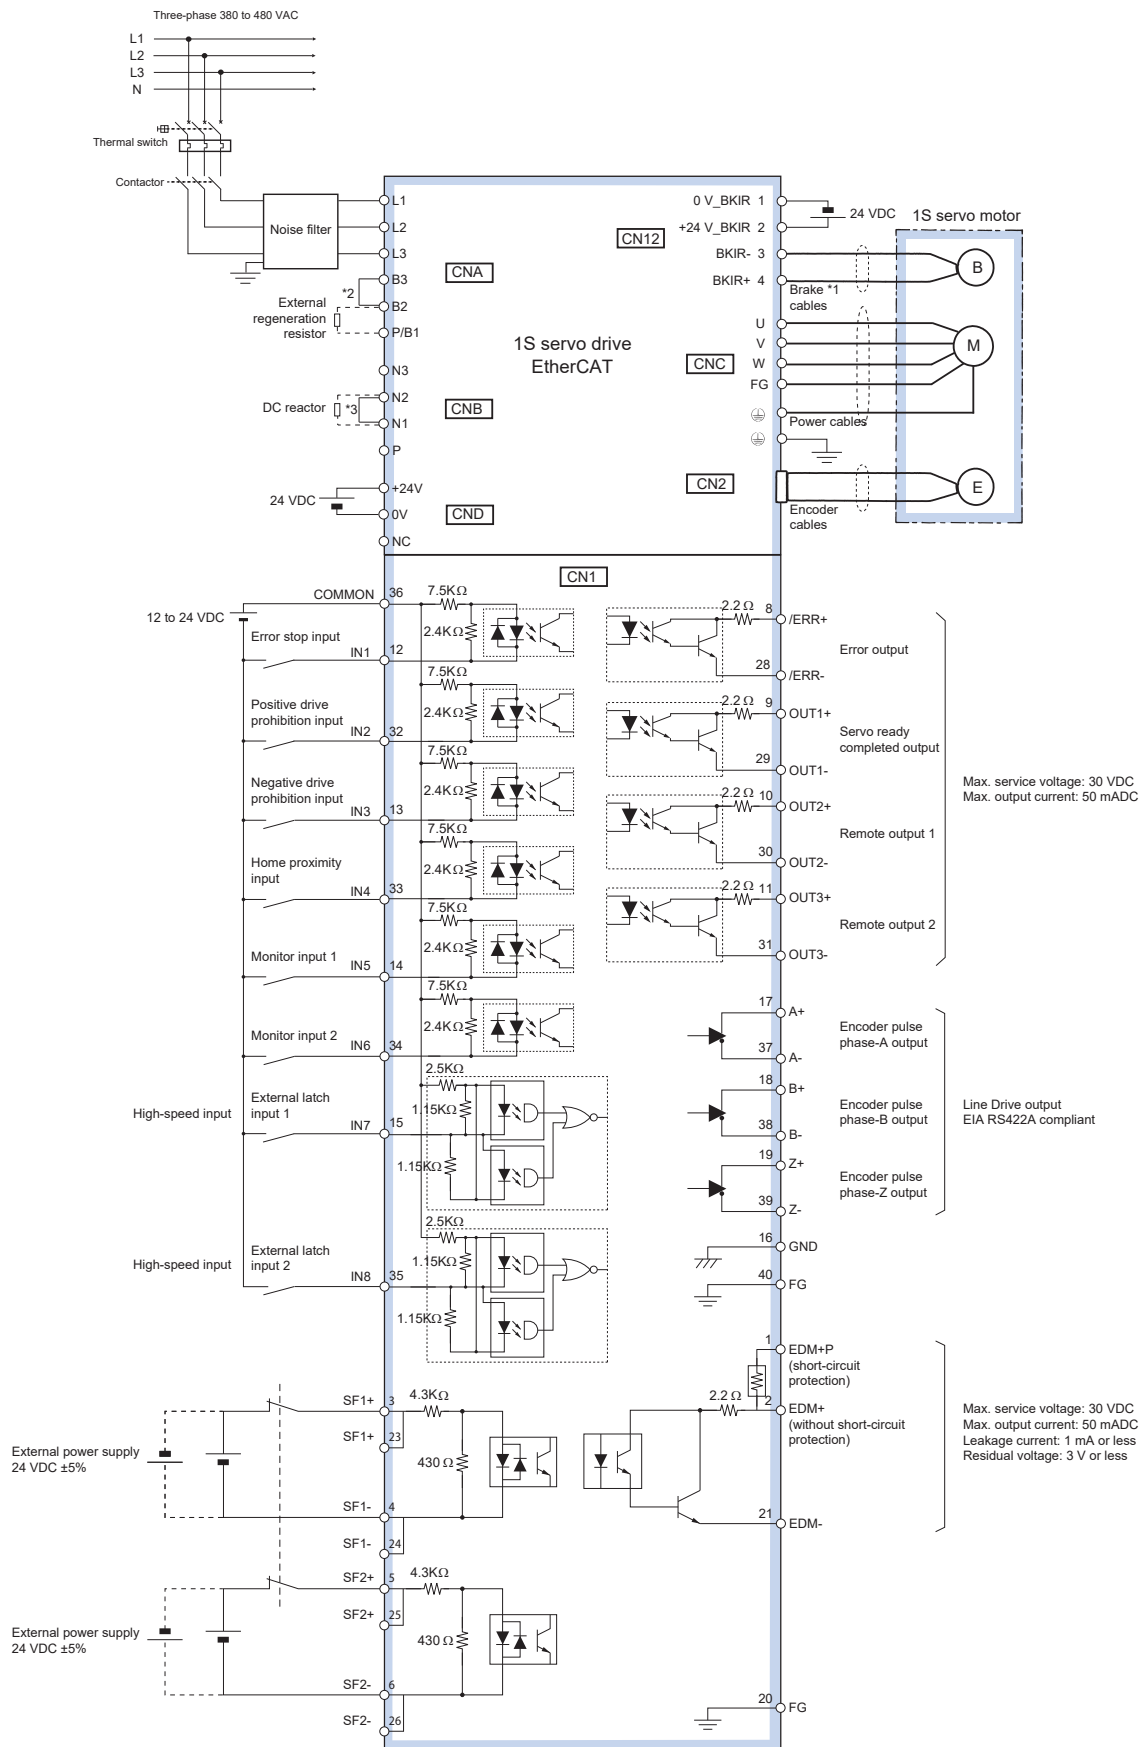 Three-phase 380 to 480 VAC
L1
L2
L3
N
Thermal switch
Contactor
Noise filter
L1
L2
L3
B3
*2
B2
P/B1
External
regeneration
resistor
N3
N2
DC reactor
*3
N1
P
24 VDC
+24V
0V
NC
CNA
CNB
CND
1S servo drive
EtherCAT
CN12
CNC
CN2
0 V_BKIR 1
+24 V_BKIR 2
BKIR- 3
BKIR+ 4
24 VDC
1S servo motor
B
Brake *1
cables
U
V
W
FG
M
Power cables
E
Encoder
cables
CN1
COMMON
36
12 to 24 VDC
7.5KΩ
2.4KΩ
Error stop input
IN1
12
7.5KΩ
2.4KΩ
Positive drive
prohibition input
IN2
32
7.5KΩ
2.4KΩ
Negative drive
prohibition input
IN3
13
7.5KΩ
2.4KΩ
Home proximity
input
IN4
33
7.5KΩ
2.4KΩ
Monitor input 1
IN5
14
7.5KΩ
2.4KΩ
Monitor input 2
IN6
34
2.5KΩ
1.15KΩ
High-speed input
External latch
input 1
IN7
15
1.15KΩ
2.5KΩ
1.15KΩ
High-speed input
External latch
input 2
IN8
35
1.15KΩ
2.2 Ω
8
/ERR+
Error output
28
/ERR-
2.2 Ω
9
OUT1+
Servo ready
completed output
29
OUT1-
2.2 Ω
10
OUT2+
Remote output 1
30
OUT2-
2.2 Ω
11
OUT3+
Remote output 2
31
OUT3-
Max. service voltage: 30 VDC
Max. output current: 50 mADC
17
A+
Encoder pulse
phase-A output
37
A-
18
B+
Encoder pulse
phase-B output
38
B-
19
Z+
Encoder pulse
phase-Z output
39
Z-
Line Drive output
EIA RS422A compliant
16
GND
40
FG
1
EDM+P
(short-circuit
protection)
2.2 Ω
2
EDM+
(without short-circuit
protection)
21
EDM-
Max. service voltage: 30 VDC
Max. output current: 50 mADC
Leakage current: 1 mA or less
Residual voltage: 3 V or less
SF1+
3
4.3KΩ
SF1+
23
430 Ω
External power supply
24 VDC ±5%
SF1-
4
SF1-
24
SF2+
5
4.3KΩ
SF2+
25
430 Ω
External power supply
24 VDC ±5%
SF2-
6
SF2-
26
20
FG